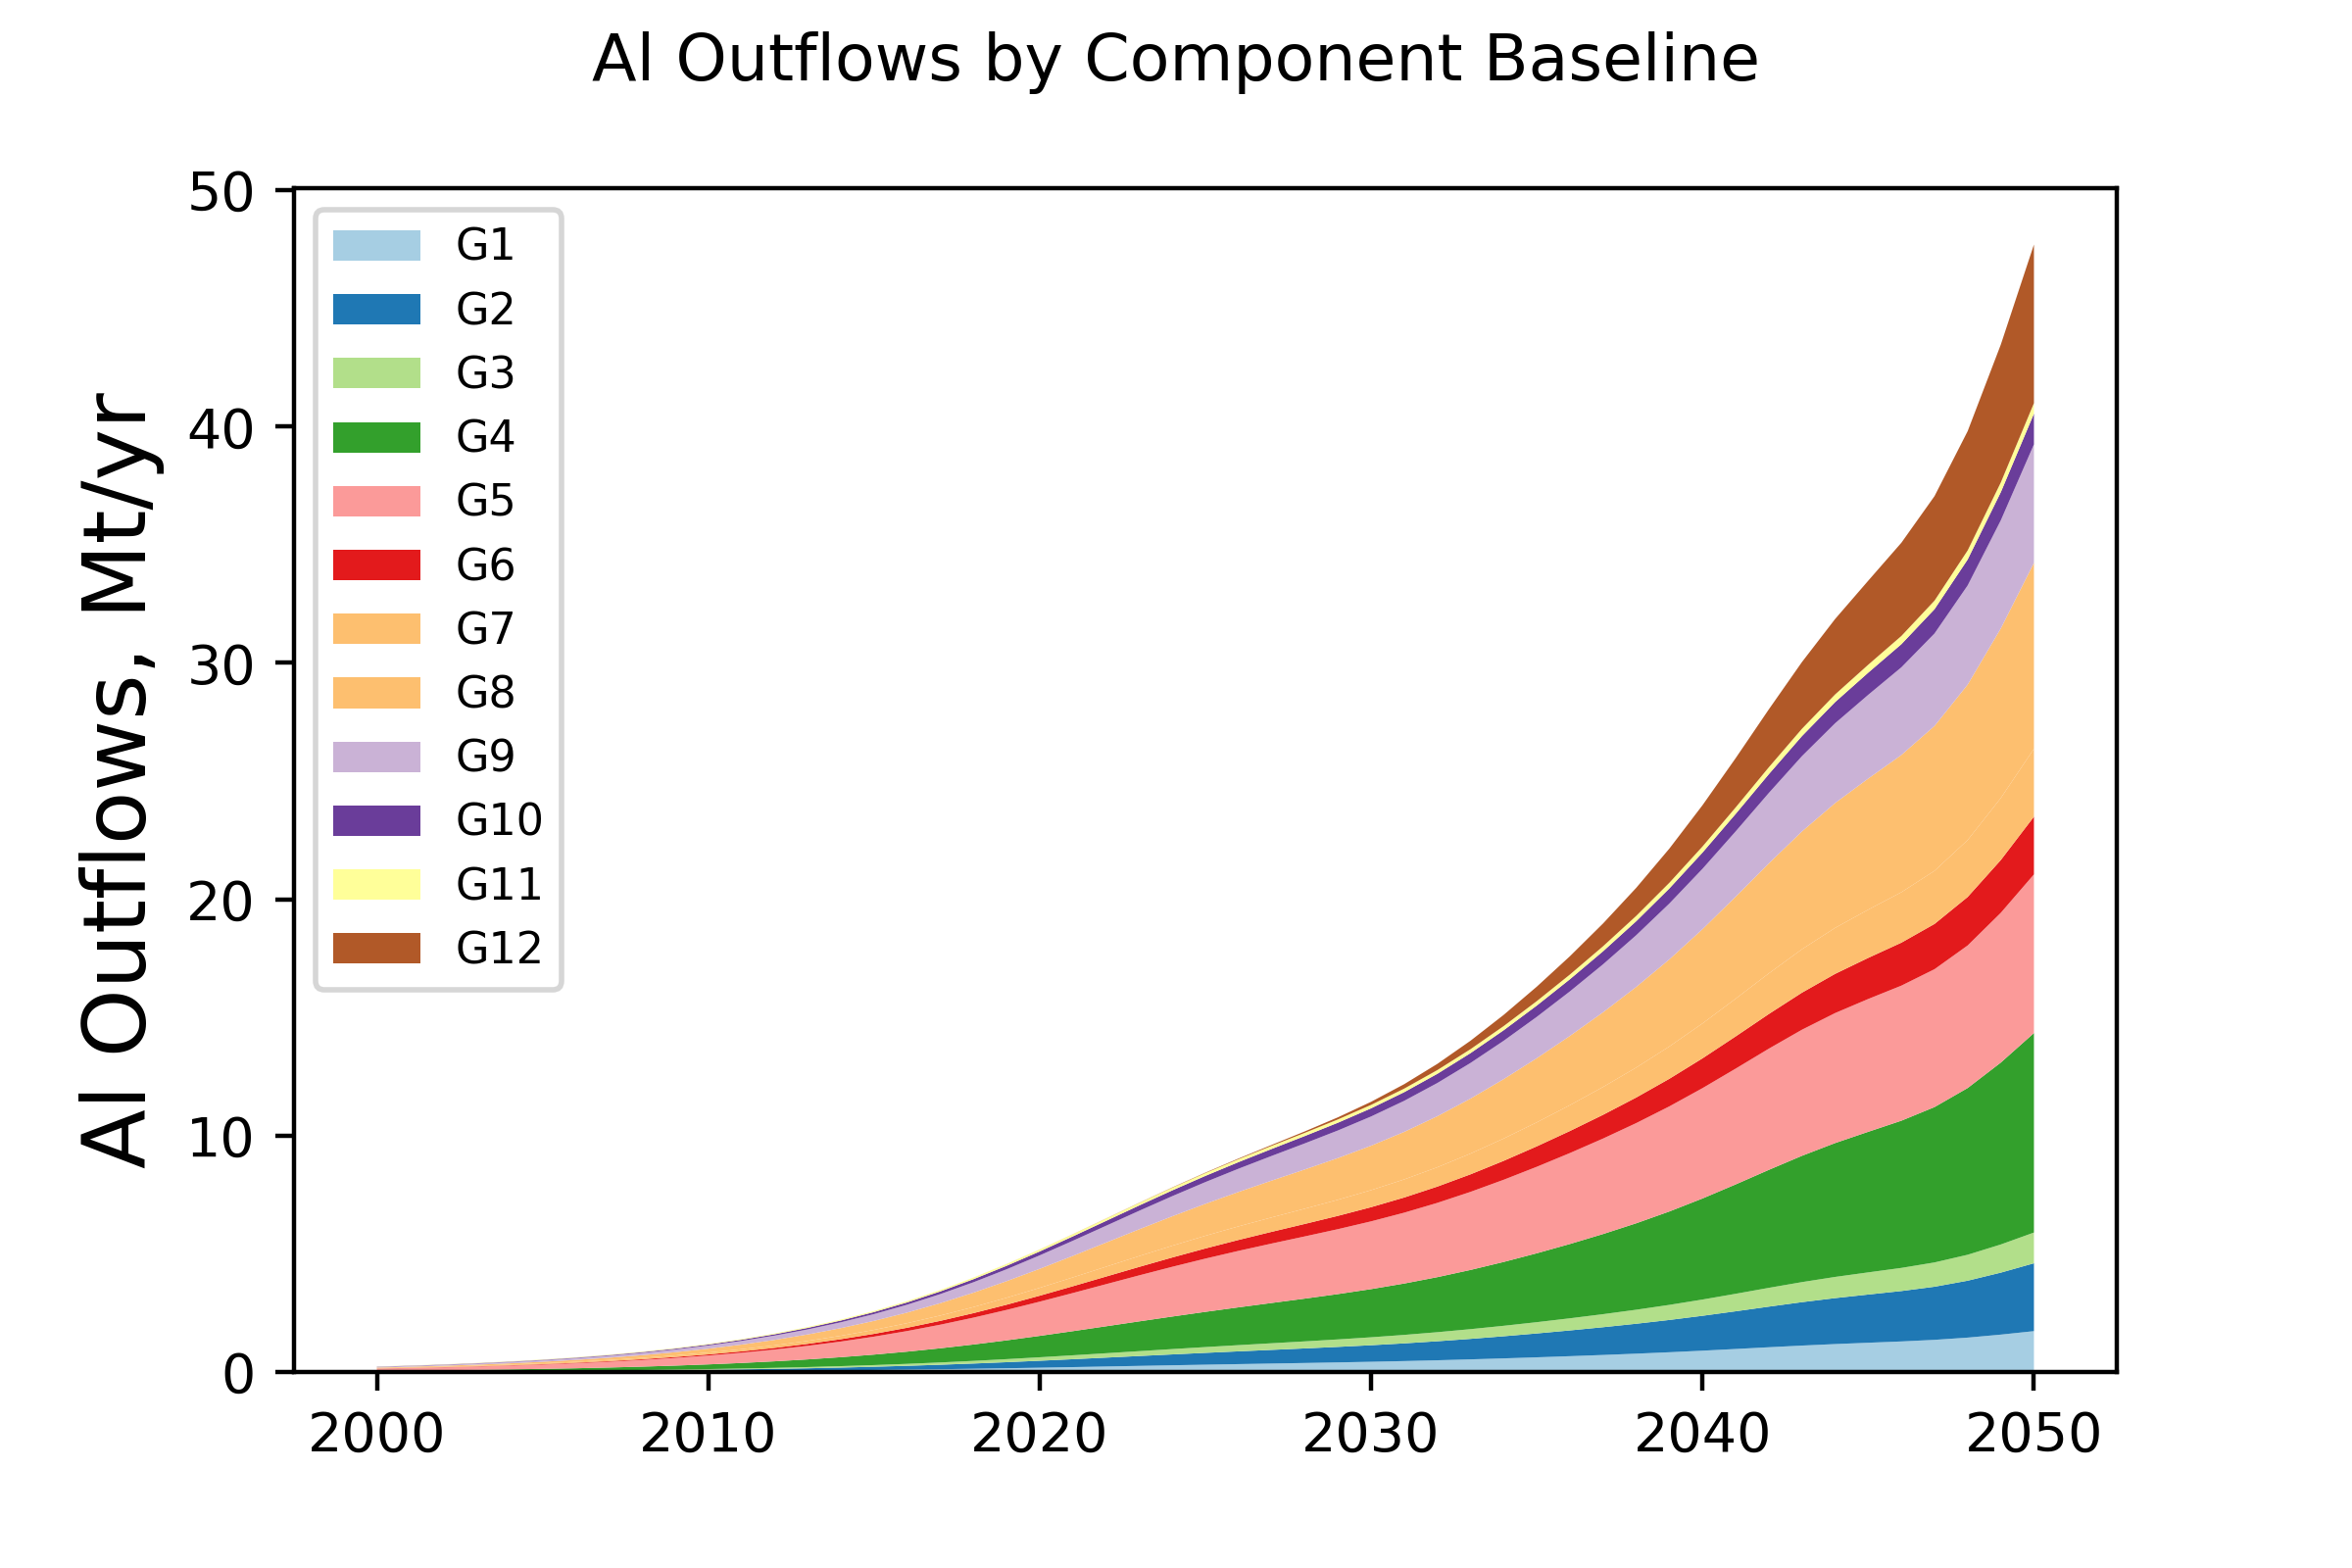 Al Outflows by Component Baseline
Al Outflows, Mt/yr
50
40
30
20
10
0
G1
G2
G3
G4
G5
G6
G7
G8
G9
G10
G11
G12
2000 2010 2020 2030 2040 2050